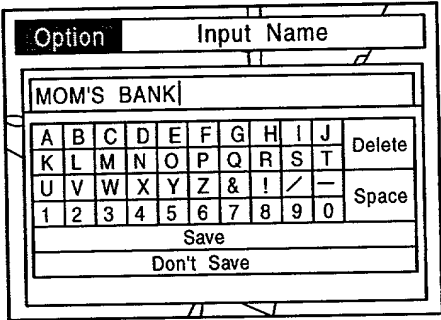 Option Input Name
MOM'S BANK
A B C D E F G H I J Delete
K L M N O P Q R S T
U V W X Y Z & ! / — Space
1 2 3 4 5 6 7 8 9 0
Save
Don't Save